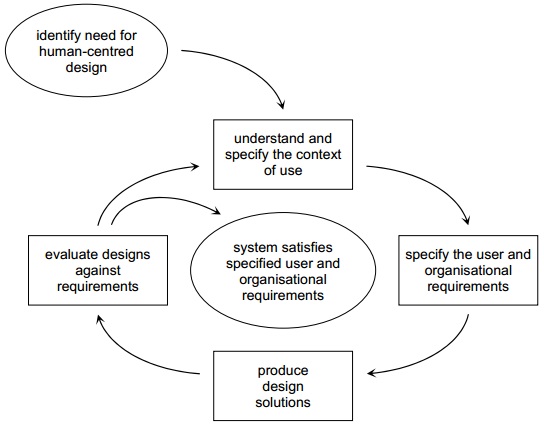 identify need for
human-centred
design
understand and
specify the context
of use
evaluate designs
against
requirements
system satisfies
specified user and
organisational
requirements
specify the user and
organisational
requirements
produce
design
solutions